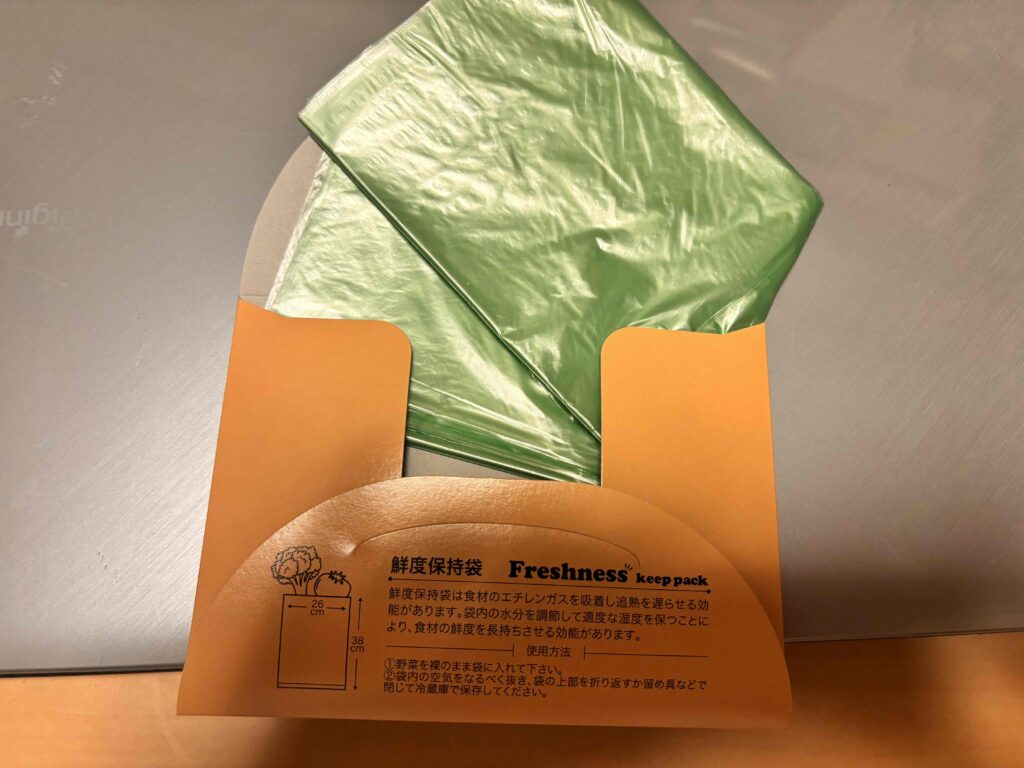 鮮度保持袋 Freshness keep pack
鮮度保持袋は食材のエチレンガスを吸着し追熟を遅らせる効
能があります。袋内の水分を調節して適度な湿度を保つことに
より、食材の鮮度を長持ちさせる効能があります。
使用方法
①野菜を裸のまま袋に入れて下さい。
②袋内の空気をなるべく抜き、袋の上部を折り返すか留め具などで
閉じて冷蔵庫で保存してください。
26
cm
38
cm